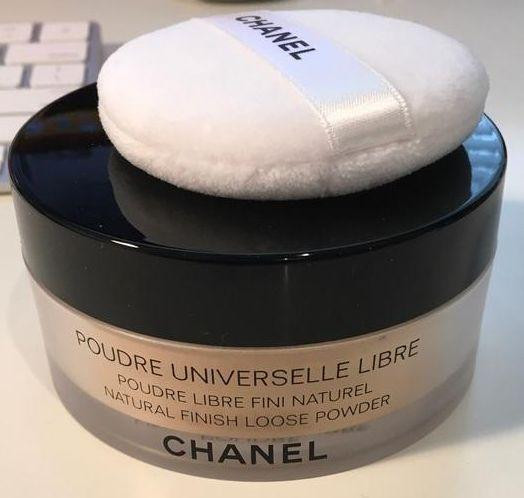 CHANEL
POUDRE UNIVERSELLE LIBRE
POUDRE LIBRE FINI NATUREL
NATURAL FINISH LOOSE POWDER
CHANEL